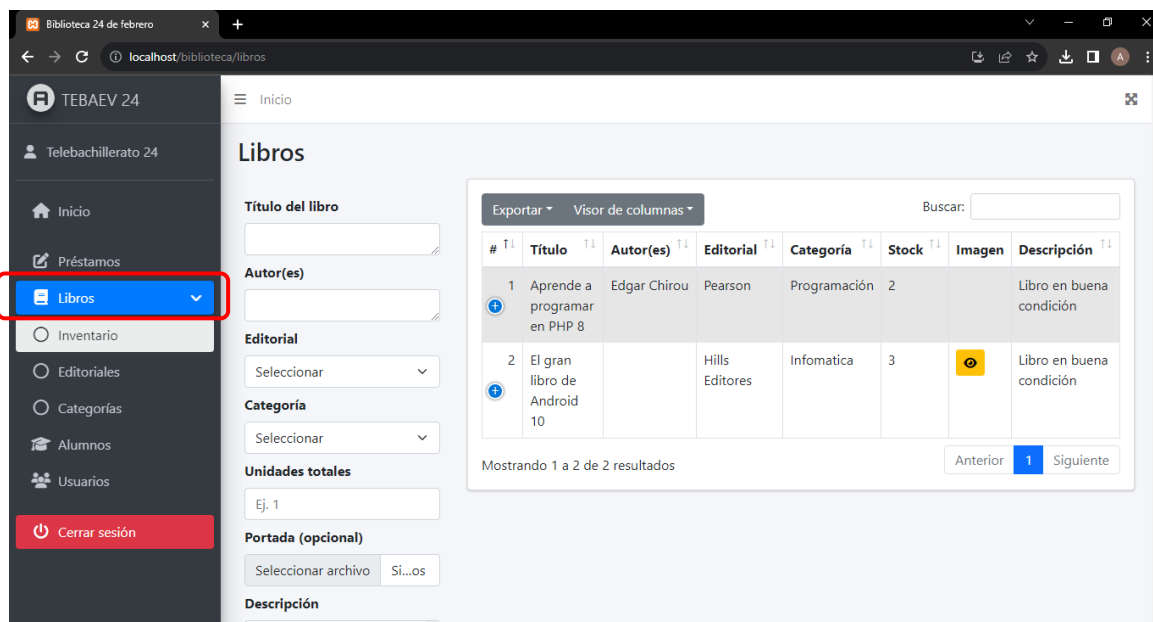 Biblioteca 24 de febrero
localhost/biblioteca/libros
A
TEBAEV 24
Inicio
Telebachillerato 24
Inicio
Préstamos
Libros
Inventario
Editoriales
Categorías
Alumnos
Usuarios
Cerrar sesión
Libros
Título del libro
Autor(es)
Editorial
Seleccionar
Categoría
Seleccionar
Unidades totales
Ej. 1
Portada (opcional)
Seleccionar archivo Si...os
Descripción
Exportar Visor de columnas Buscar:
# Título Autor(es) Editorial Categoría Stock Imagen Descripción
1 Aprende a Edgar Chirou Pearson Programación 2 Libro en buena
programar condición
en PHP 8
2 El gran Hills Infomatica 3 Libro en buena
libro de Editores condición
Android
10
Mostrando 1 a 2 de 2 resultados Anterior 1 Siguiente